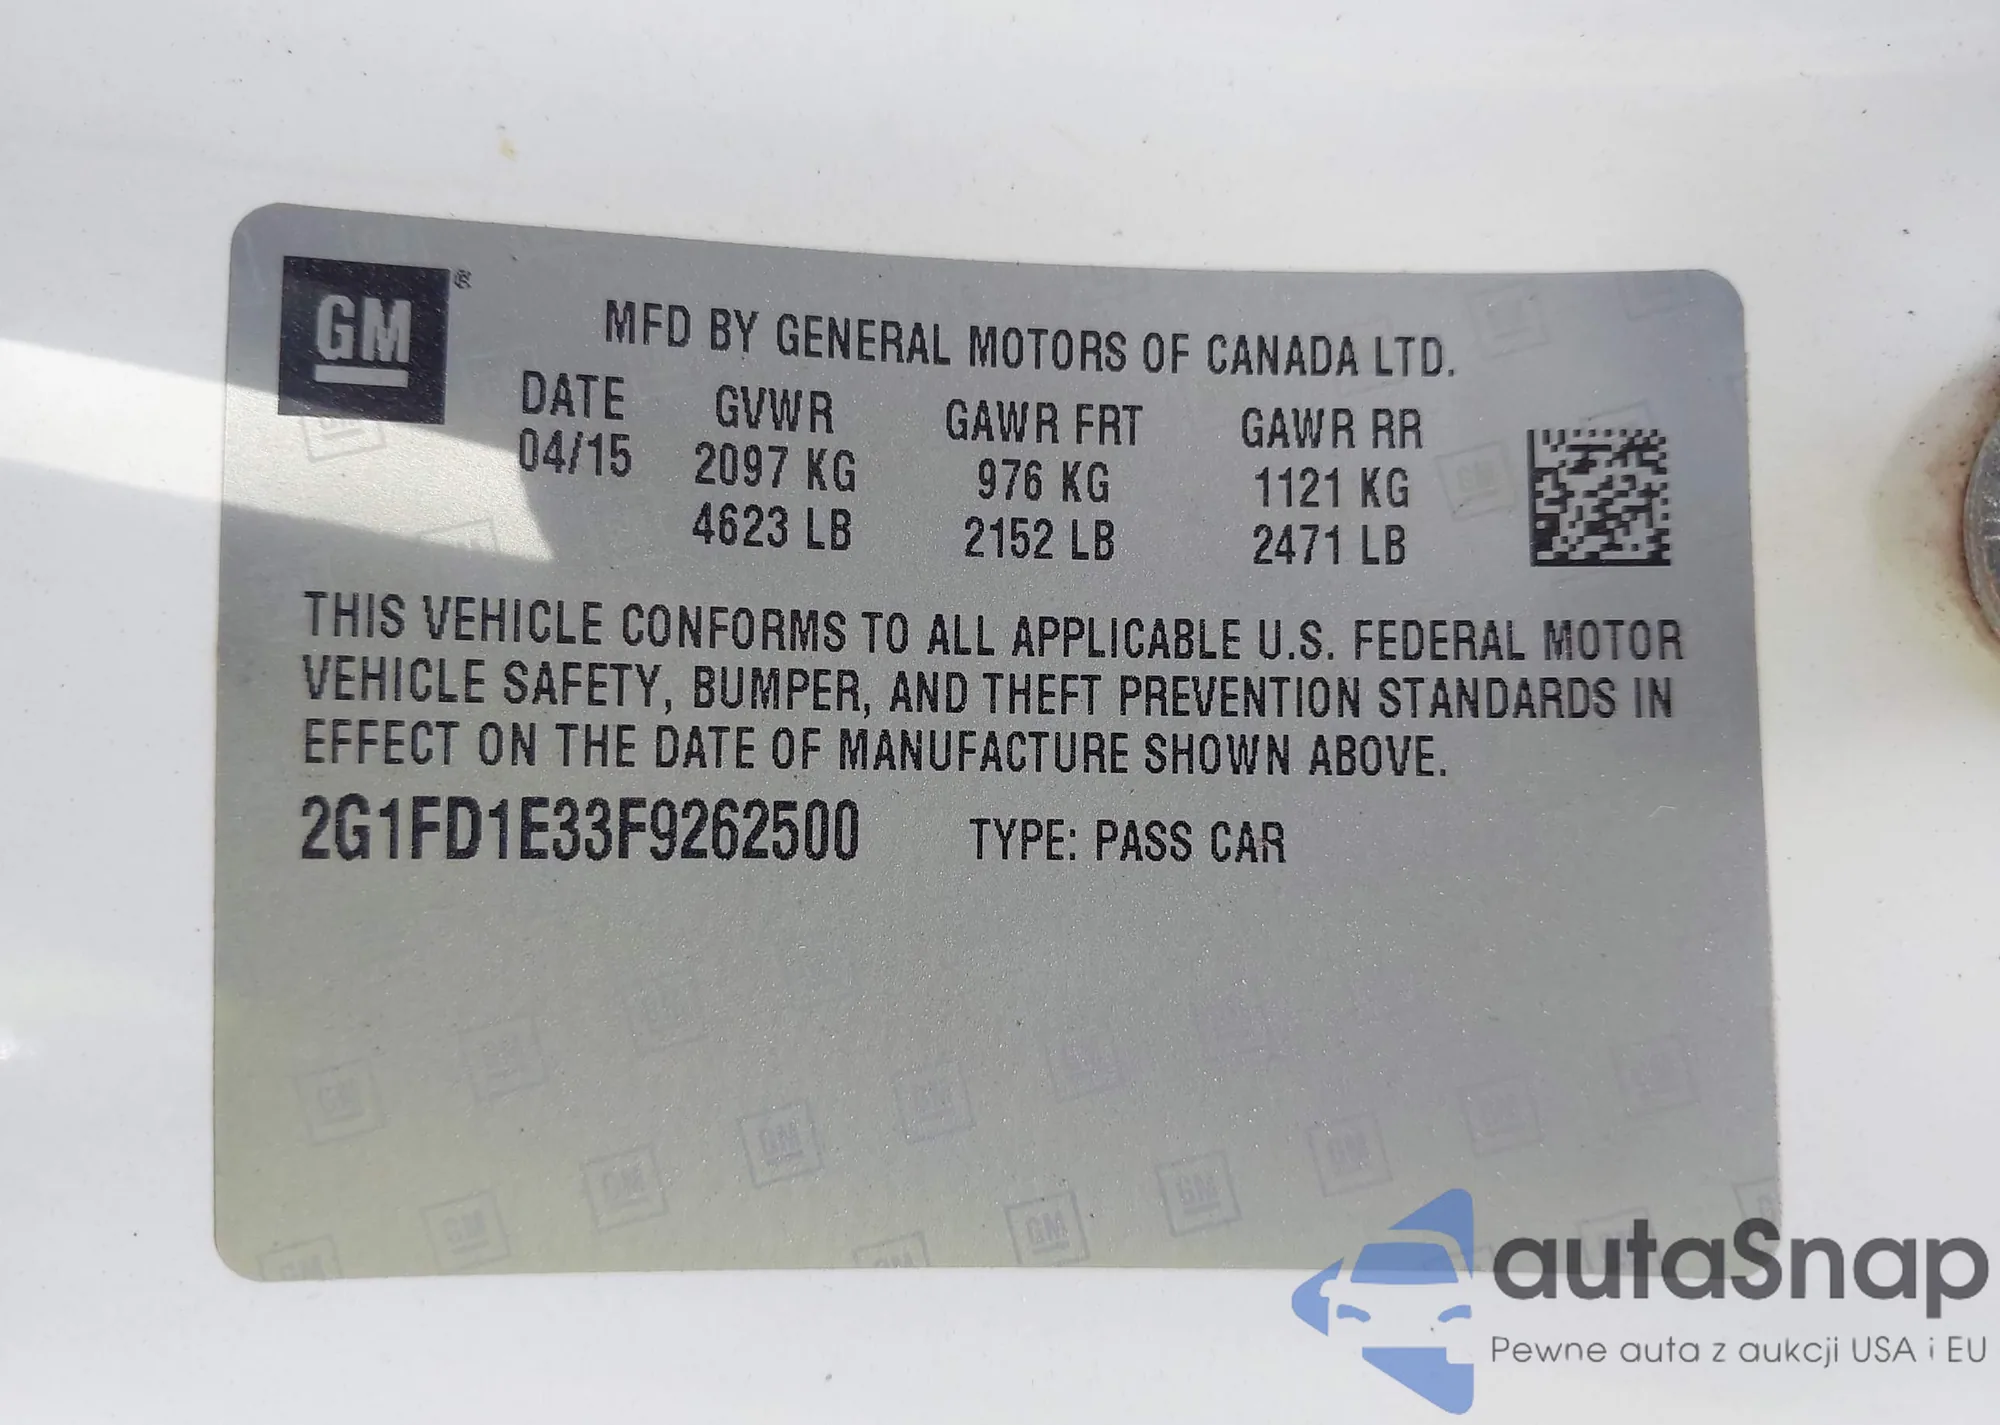 GM®
MFD BY GENERAL MOTORS OF CANADA LTD.
DATE GVWR GAWR FRT GAWR RR
04/15 2097 KG 976 KG 1121 KG
4623 LB 2152 LB 2471 LB
THIS VEHICLE CONFORMS TO ALL APPLICABLE U.S. FEDERAL MOTOR
VEHICLE SAFETY, BUMPER, AND THEFT PREVENTION STANDARDS IN
EFFECT ON THE DATE OF MANUFACTURE SHOWN ABOVE.
2G1FD1E33F9262500 TYPE: PASS CAR
autaSnap
Pewne auta z aukcji USA i EU